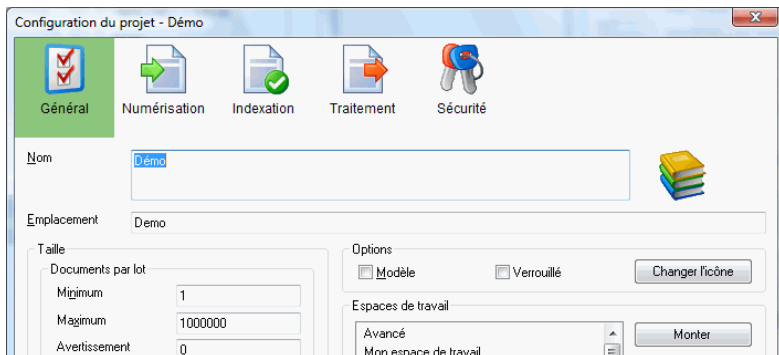 Configuration du projet - Démo
Général Numérisation Indexation Traitement Sécurité
Nom Démo
Emplacement Demo
Taille Options
Documents par lot Modèle Verrouillé Changer l'icône
Minimum 1
Espaces de travail
Maximum 1000000
Avancé Monter
Avertissement 0
Mon espace de travail